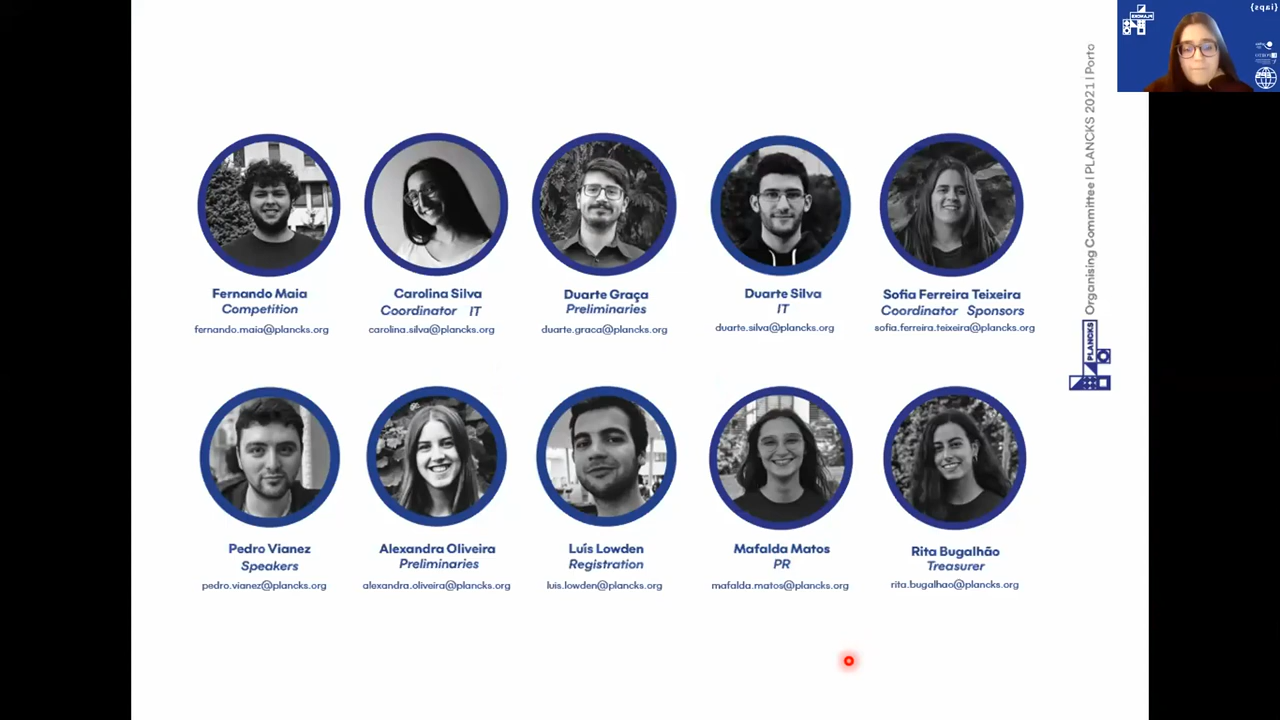 Fernando Maia
Competition
fernando.maia@plancks.org
Carolina Silva
Coordinator IT
carolina.silva@plancks.org
Duarte Graça
Preliminaries
duarte.graca@plancks.org
Duarte Silva
IT
duarte.silva@plancks.org
Sofia Ferreira Teixeira
Coordinator Sponsors
sofia.ferreira.teixeira@plancks.org
Pedro Vianez
Speakers
pedro.vianez@plancks.org
Alexandra Oliveira
Preliminaries
alexandra.oliveira@plancks.org
Luís Lowden
Registration
luis.lowden@plancks.org
Mafalda Matos
PR
mafalda.matos@plancks.org
Rita Bugalhão
Treasurer
rita.bugalhao@plancks.org
Organising Committee | PLANCKS 2021 | Porto
PLANCKS
PLANCKS
{iaps}